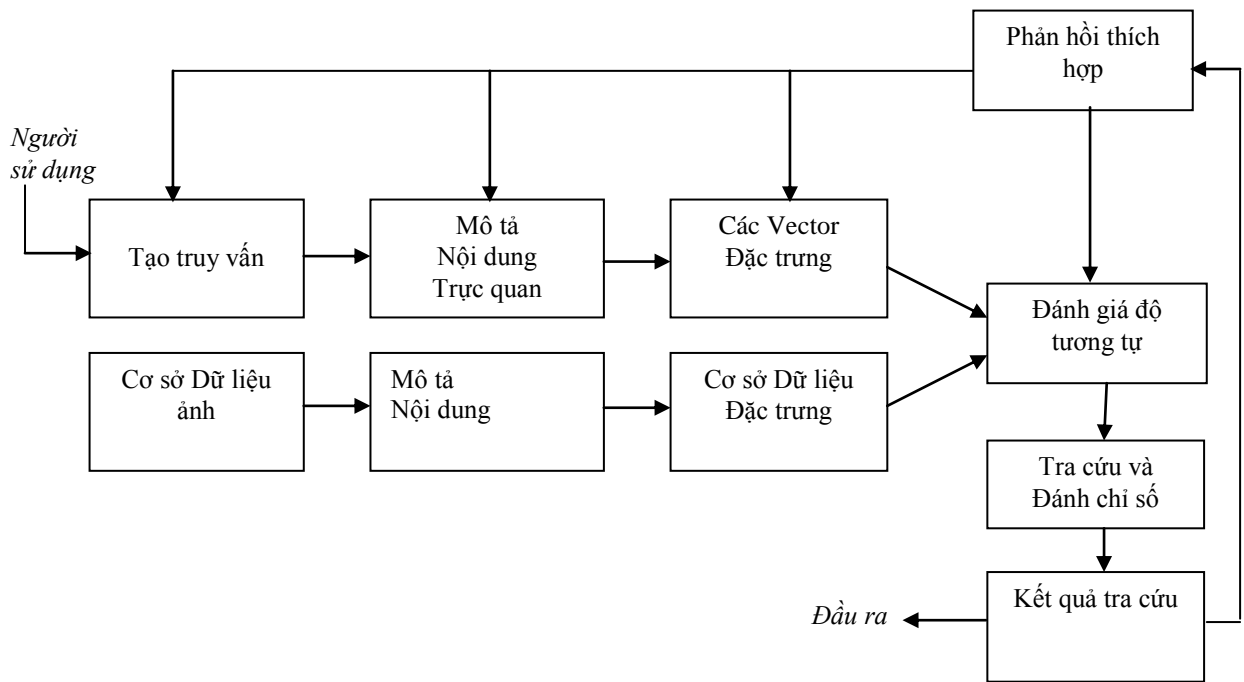 Phản hồi thích
hợp
Người
sử dụng
Tạo truy vấn
Mô tả
Nội dung
Trực quan
Các Vector
Đặc trưng
Đánh giá độ
tương tự
Cơ sở Dữ liệu
ảnh
Mô tả
Nội dung
Cơ sở Dữ liệu
Đặc trưng
Tra cứu và
Đánh chỉ số
Kết quả tra cứu
Đầu ra